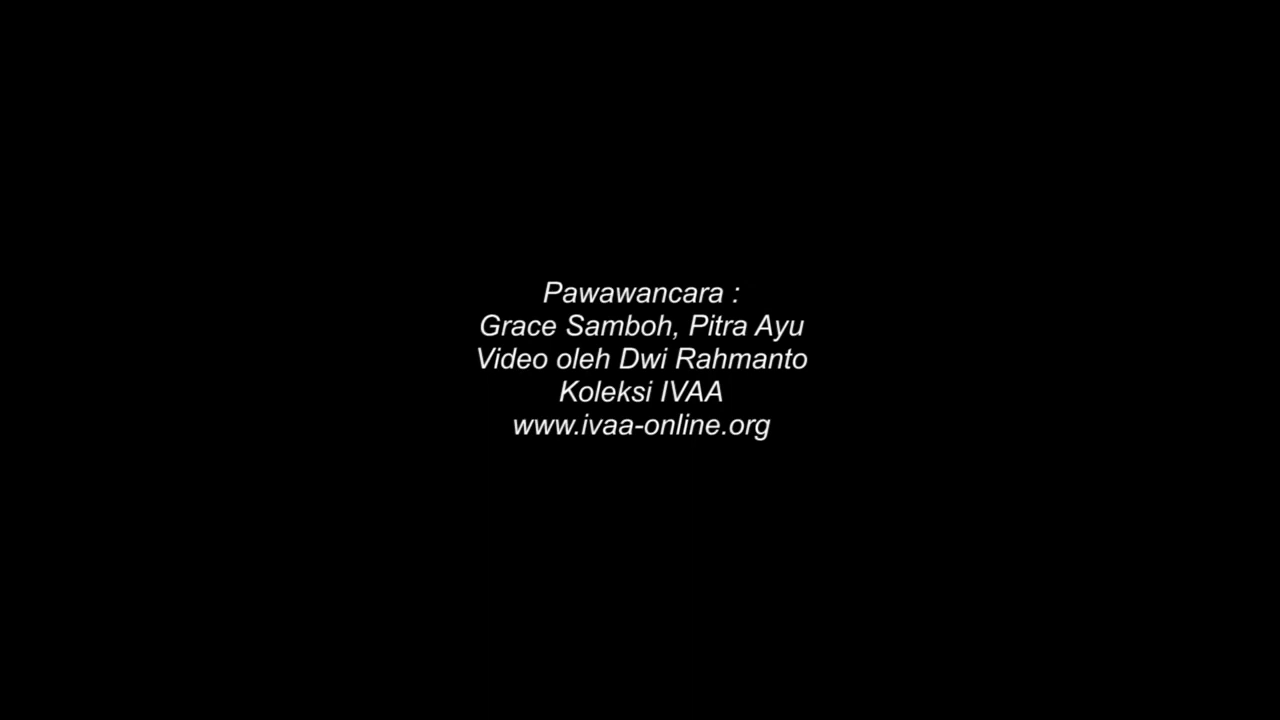 Pawawancara :
Grace Samboh, Pitra Ayu
Video oleh Dwi Rahmanto
Koleksi IVAA
www.ivaa-online.org